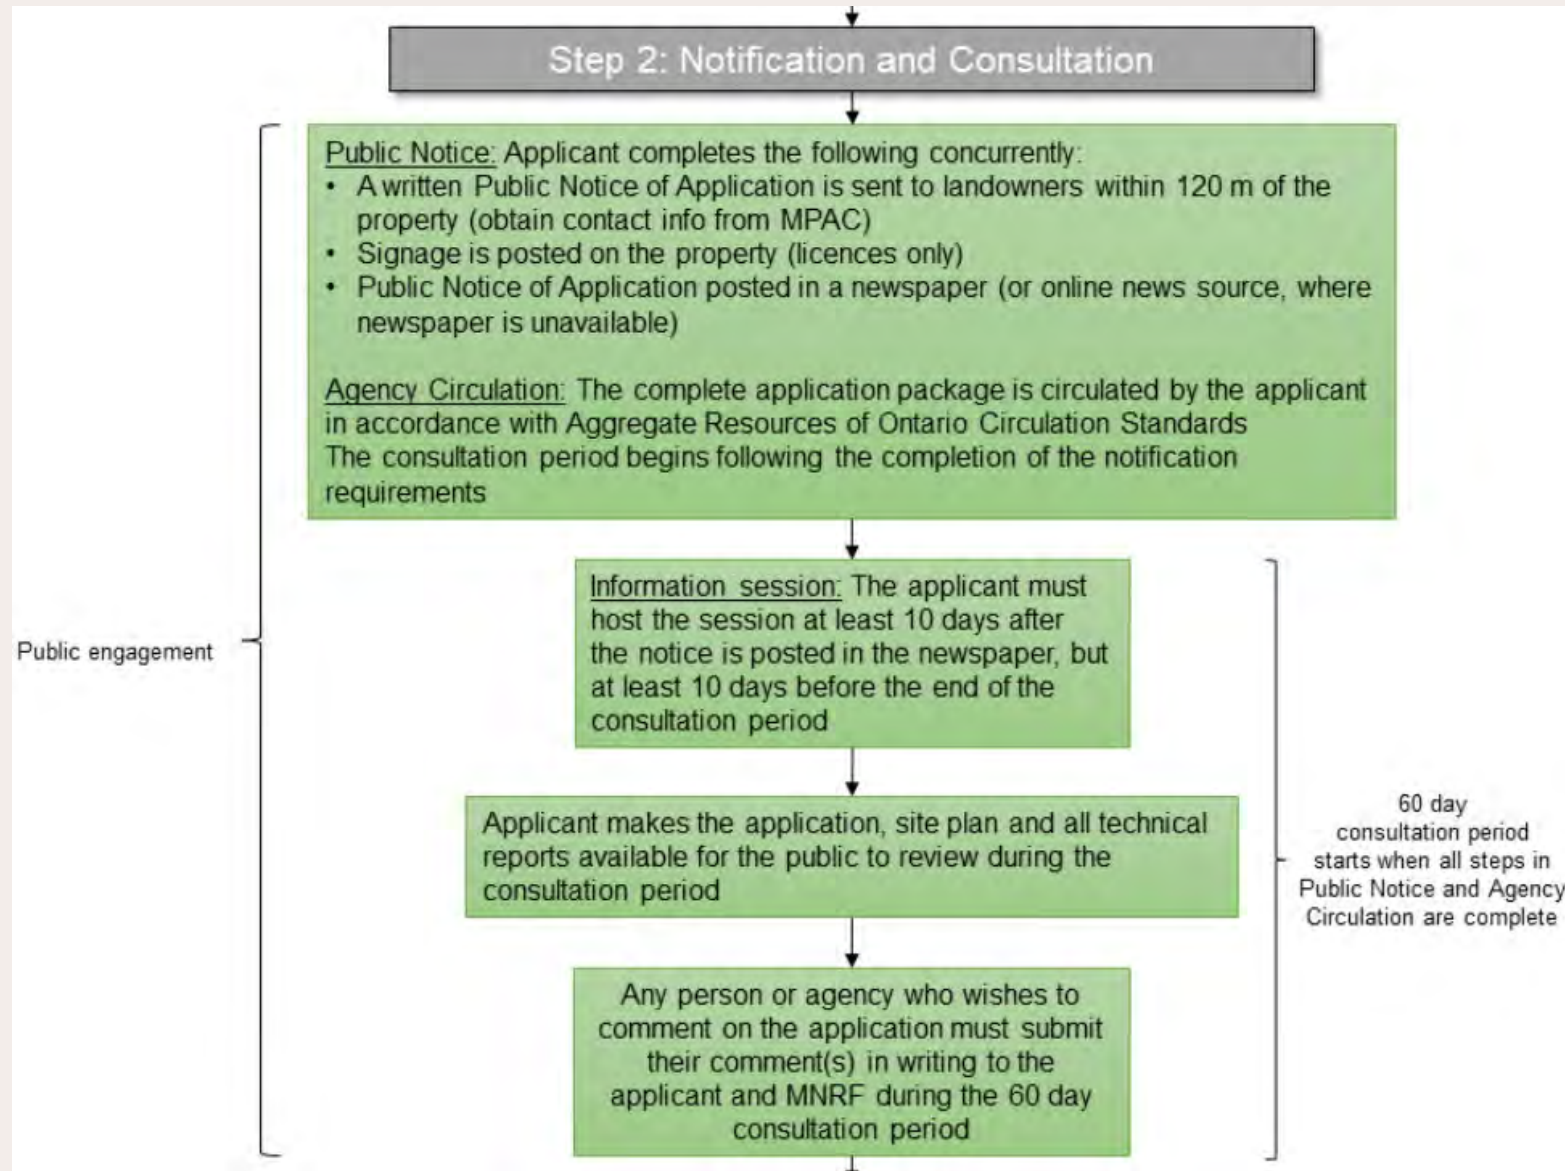 Step 2: Notification and Consultation
Public Notice: Applicant completes the following concurrently:
• A written Public Notice of Application is sent to landowners within 120 m of the
property (obtain contact info from MPAC)
• Signage is posted on the property (licences only)
• Public Notice of Application posted in a newspaper (or online news source, where
newspaper is unavailable)
Agency Circulation: The complete application package is circulated by the applicant
in accordance with Aggregate Resources of Ontario Circulation Standards
The consultation period begins following the completion of the notification
requirements
Information session: The applicant must
host the session at least 10 days after
the notice is posted in the newspaper, but
at least 10 days before the end of the
consultation period
Public engagement
Applicant makes the application, site plan and all technical
reports available for the public to review during the
consultation period
60 day
consultation period
starts when all steps in
Public Notice and Agency
Circulation are complete
Any person or agency who wishes to
comment on the application must submit
their comment(s) in writing to the
applicant and MNRF during the 60 day
consultation period